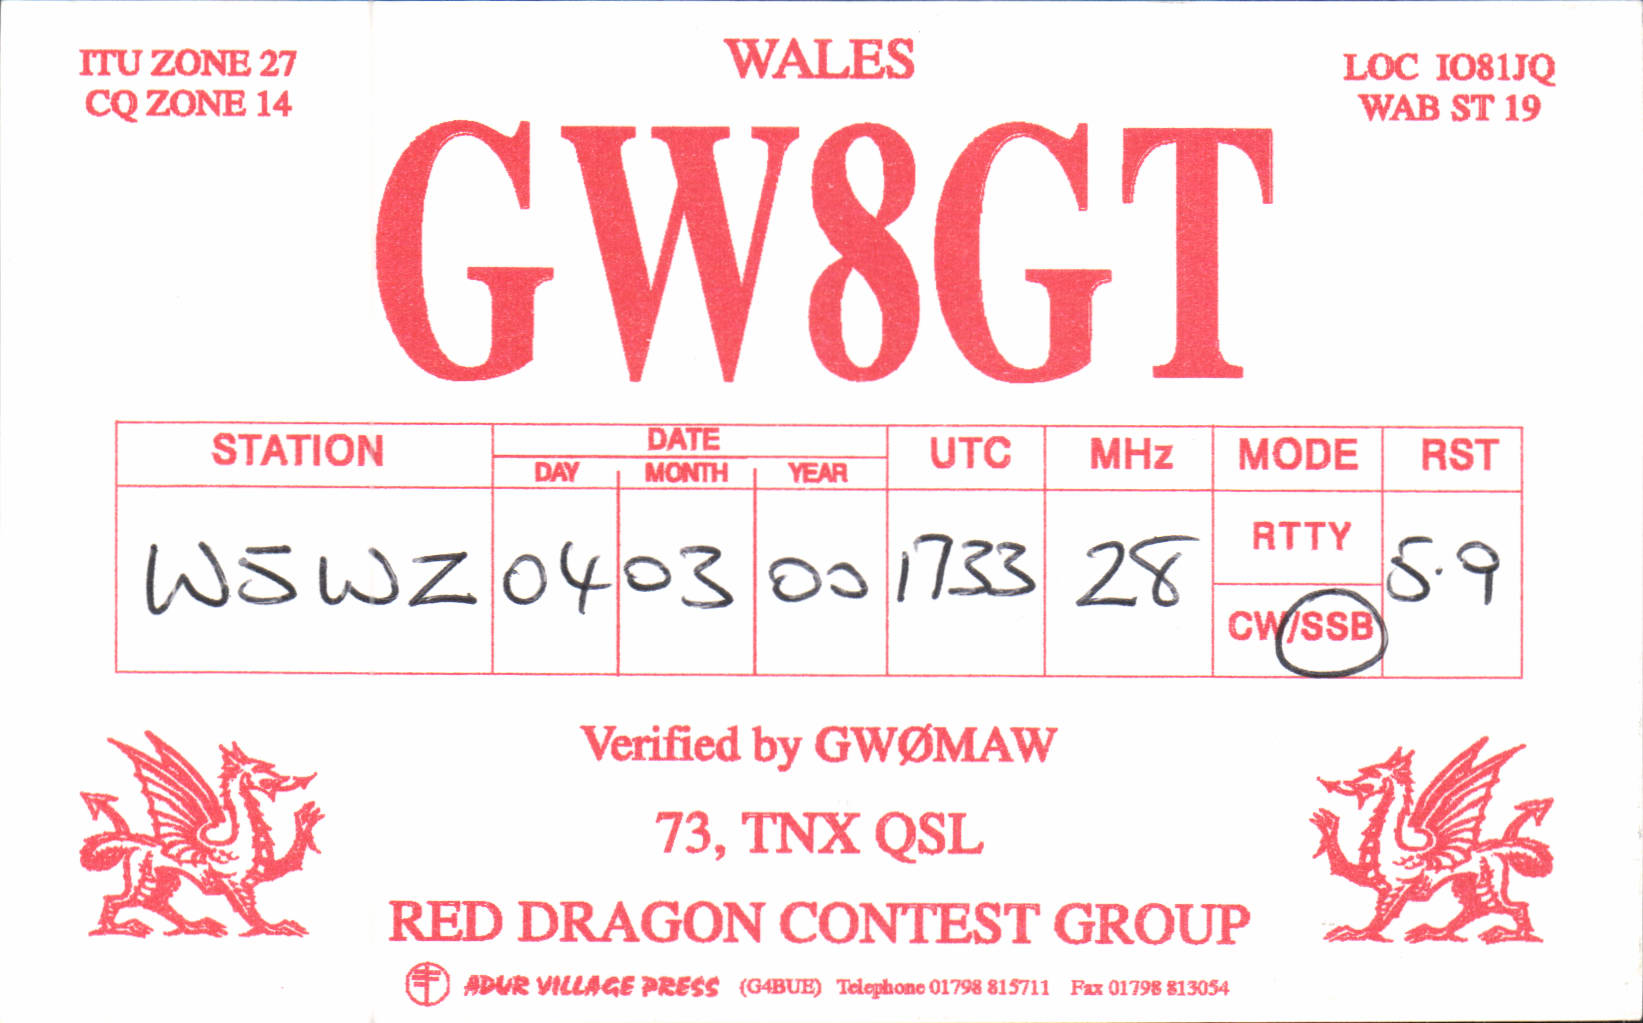 ITU ZONE 27
CQ ZONE 14
WALES
LOC IO81JQ
WAB ST 19
GW8GT
STATION DATE UTC MHz MODE RST
DAY MONTH YEAR
W5WZ 04 03 00 1733 28 RTTY 5.9
CW/SSB
Verified by GWØMAW
73, TNX QSL
RED DRAGON CONTEST GROUP
ADUR VILLAGE PRESS (G4BUE) Telephone 01798 815711 Fax 01798 813054